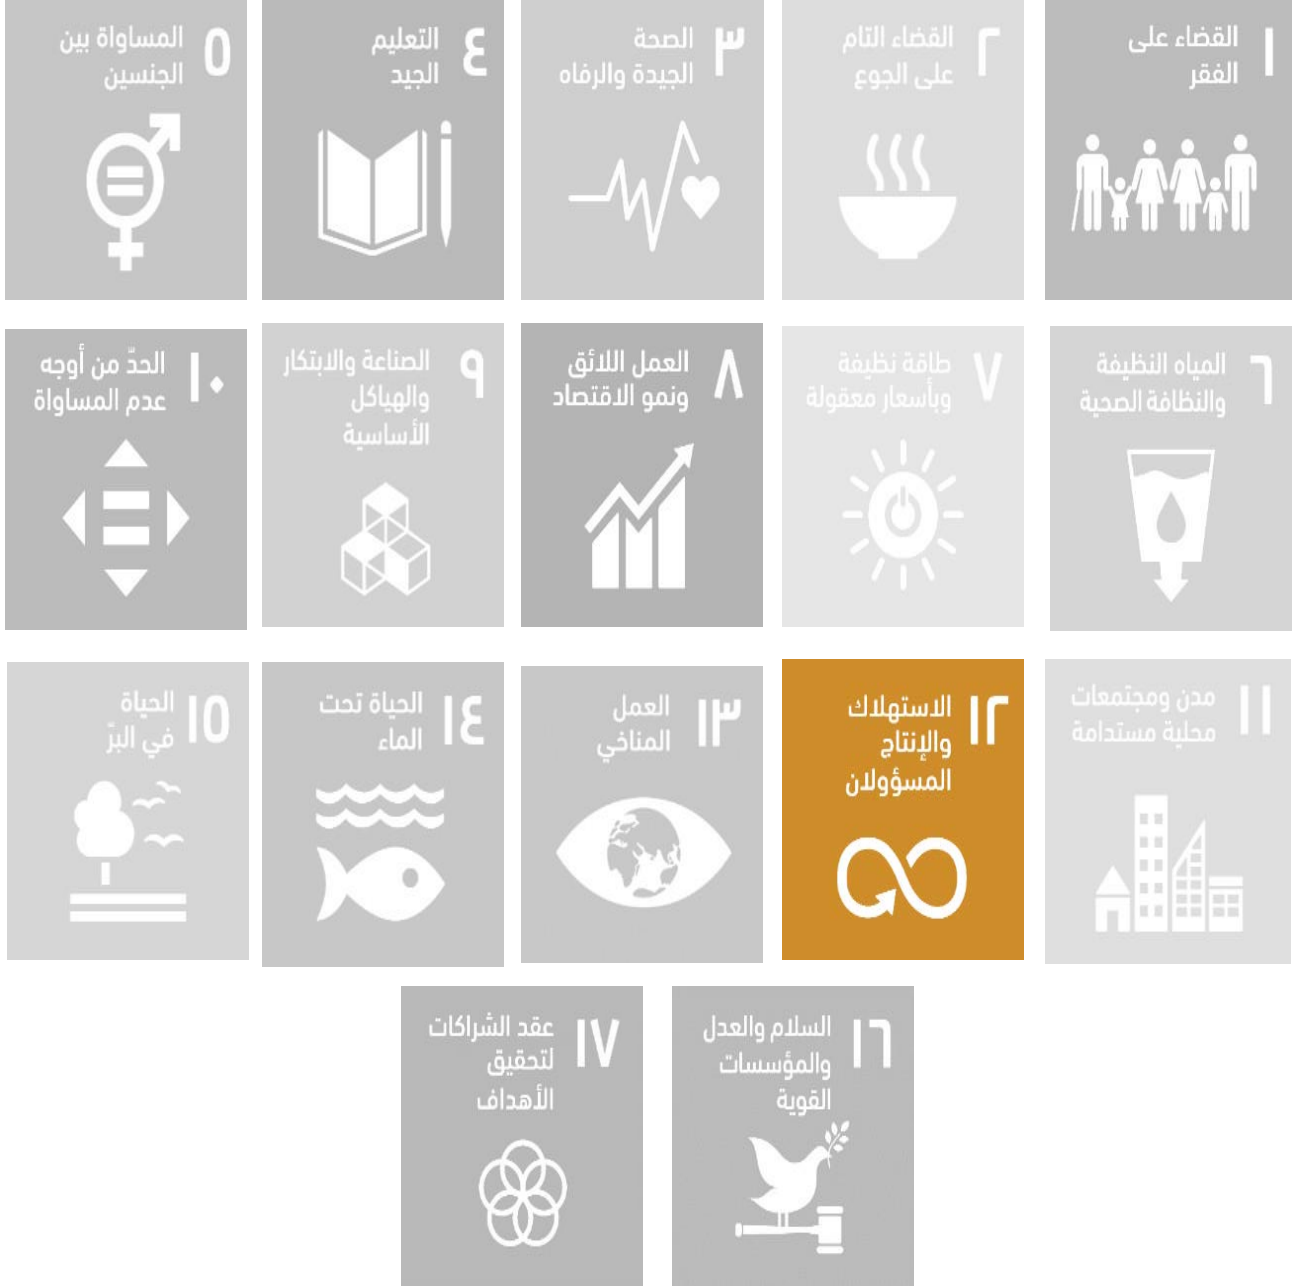 ١ القضاء على
الفقر
٢ القضاء التام
على الجوع
٣ الصحة
الجيدة والرفاه
٤ التعليم
الجيد
٥ المساواة بين
الجنسين
٦ المياه النظيفة
والنظافة الصحية
٧ طاقة نظيفة
وبأسعار معقولة
٨ العمل اللائق
ونمو الاقتصاد
٩ الصناعة والابتكار
والهياكل
الأساسية
١٠ الحدّ من أوجه
عدم المساواة
١١ مدن ومجتمعات
محلية مستدامة
١٢ الاستهلاك
والإنتاج
المسؤولان
١٣ العمل
المناخي
١٤ الحياة تحت
الماء
١٥ الحياة
في البرّ
١٦ السلام والعدل
والمؤسسات
القوية
١٧ عقد الشراكات
لتحقيق
الأهداف